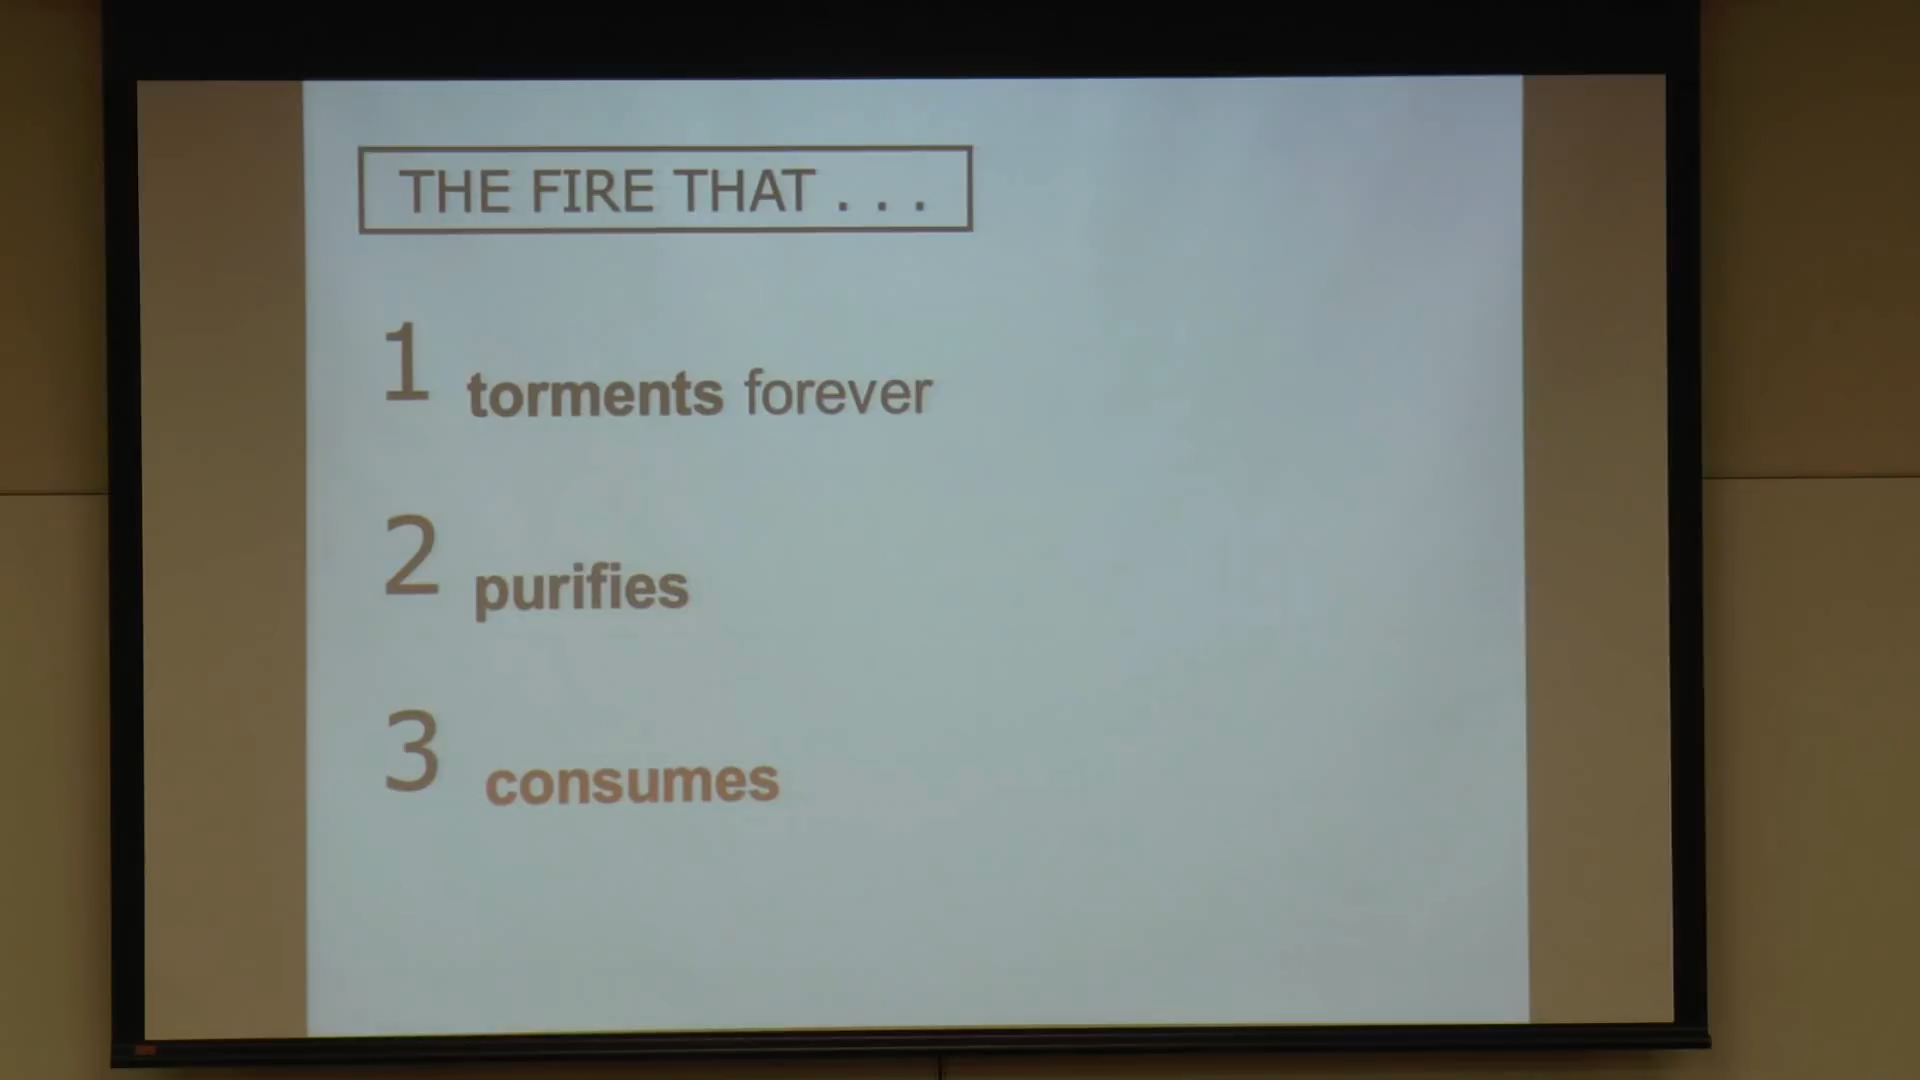 THE FIRE THAT . . .
1 torments forever
2 purifies
3 consumes